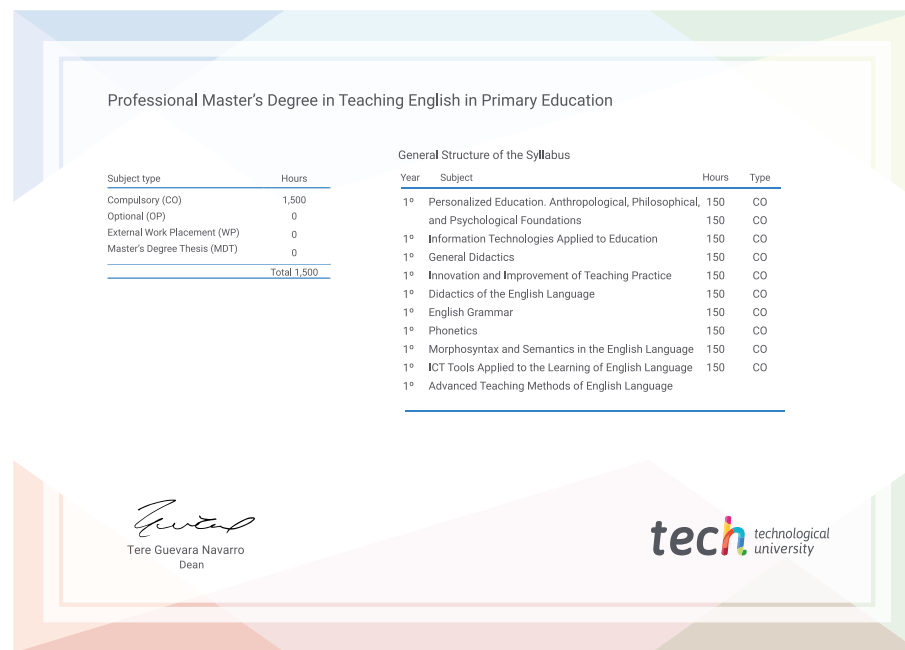 Professional Master's Degree in Teaching English in Primary Education
General Structure of the Syllabus
Subject type Hours
Compulsory (CO) 1,500
Optional (OP) 0
External Work Placement (WP) 0
Master's Degree Thesis (MDT) 0
Total 1,500
Year Subject Hours Type
1º Personalized Education. Anthropological, Philosophical, 150 CO
and Psychological Foundations 150 CO
1º Information Technologies Applied to Education 150 CO
1º General Didactics 150 CO
1º Innovation and Improvement of Teaching Practice 150 CO
1º Didactics of the English Language 150 CO
1º English Grammar 150 CO
1º Phonetics 150 CO
1º Morphosyntax and Semantics in the English Language 150 CO
1º ICT Tools Applied to the Learning of English Language 150 CO
1º Advanced Teaching Methods of English Language
Tere Guevara Navarro
Dean
tech technological
university